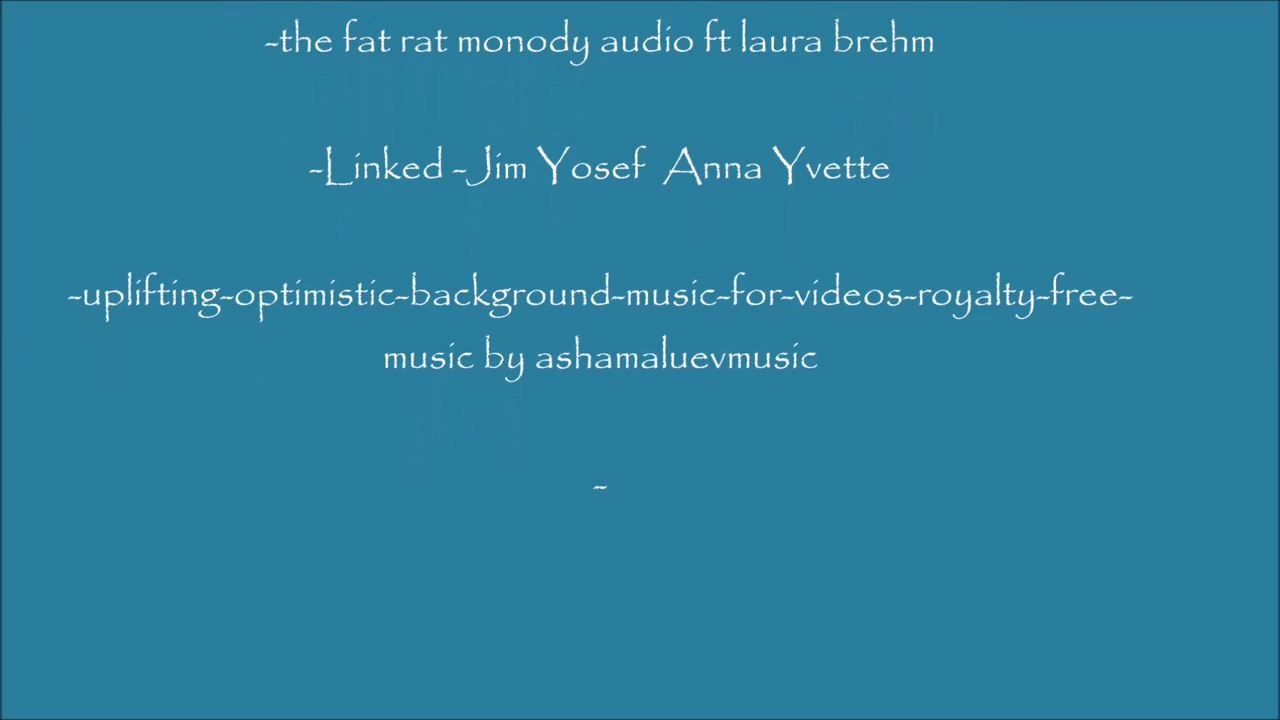 -the fat rat monody audio ft laura brehm
-Linked -Jim Yosef Anna Yvette
-uplifting-optimistic-background-music-for-videos-royalty-free-
music by ashamaluevmusic
-